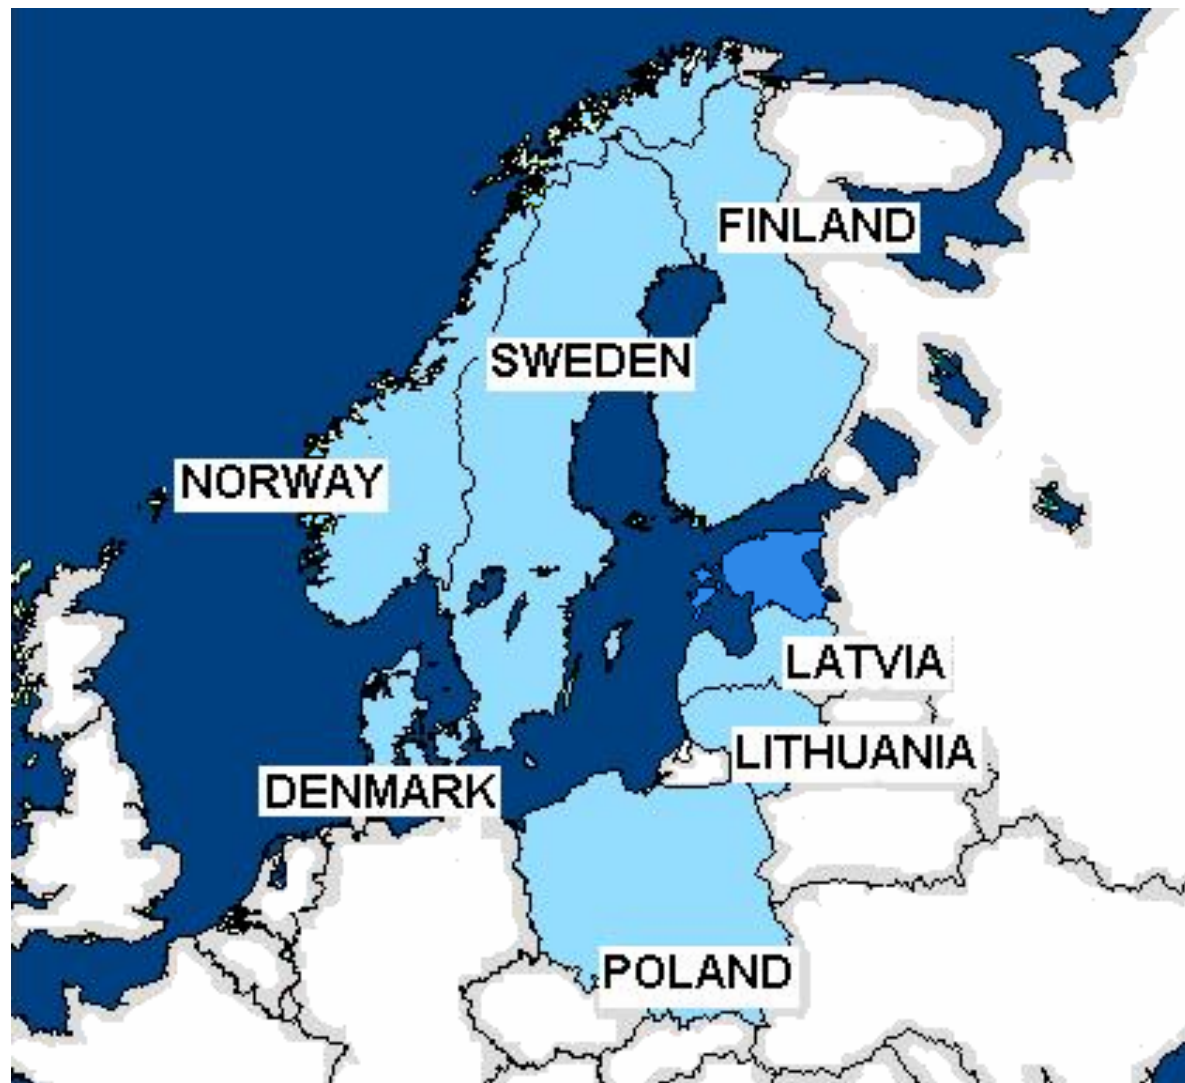 FINLAND
SWEDEN
NORWAY
LATVIA
LITHUANIA
DENMARK
POLAND